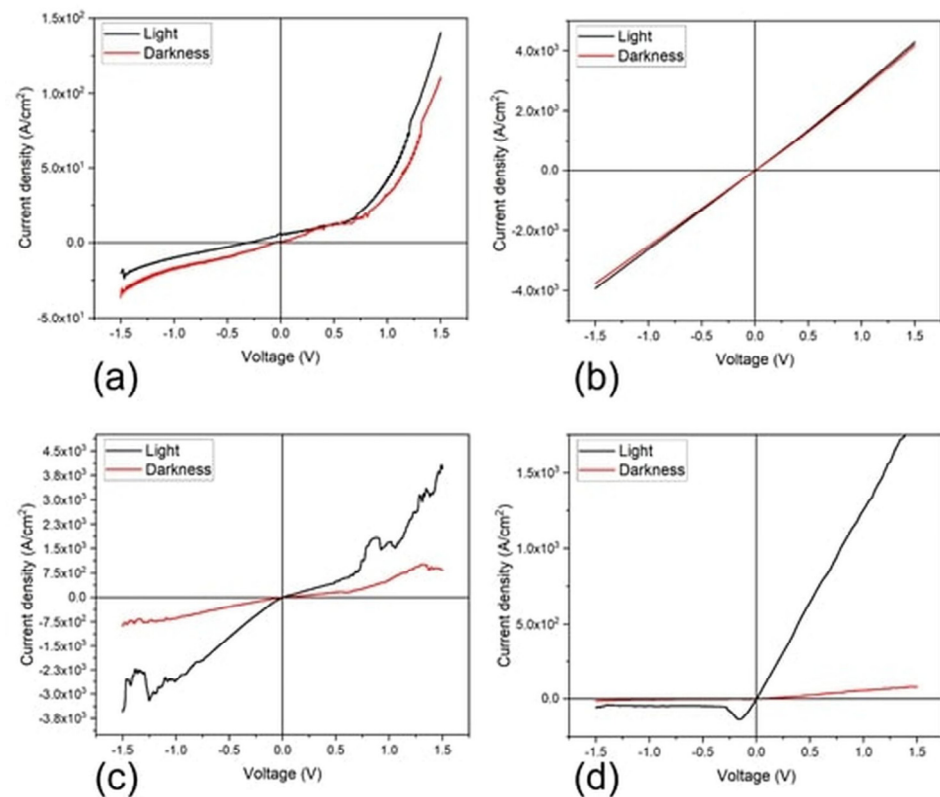 Light
Darkness
1.5x10²
1.0x10²
5.0x10¹
0.0
-5.0x10¹
Current density (A/cm²)
-1.5 -1.0 -0.5 0.0 0.5 1.0 1.5
Voltage (V)
(a)
Light
Darkness
4.0x10³
2.0x10³
0.0
-2.0x10³
-4.0x10³
Current density (A/cm²)
-1.5 -1.0 -0.5 0.0 0.5 1.0 1.5
Voltage (V)
(b)
Light
Darkness
4.5x10³
3.8x10³
3.0x10³
2.3x10³
1.5x10³
7.5x10²
0.0
-7.5x10²
-1.5x10³
-2.3x10³
-3.0x10³
-3.8x10³
Current density (A/cm²)
-1.5 -1.0 -0.5 0.0 0.5 1.0 1.5
Voltage (V)
(c)
Light
Darkness
1.5x10³
1.0x10³
5.0x10²
0.0
Current density (A/cm²)
-1.5 -1.0 -0.5 0.0 0.5 1.0 1.5
Voltage (V)
(d)